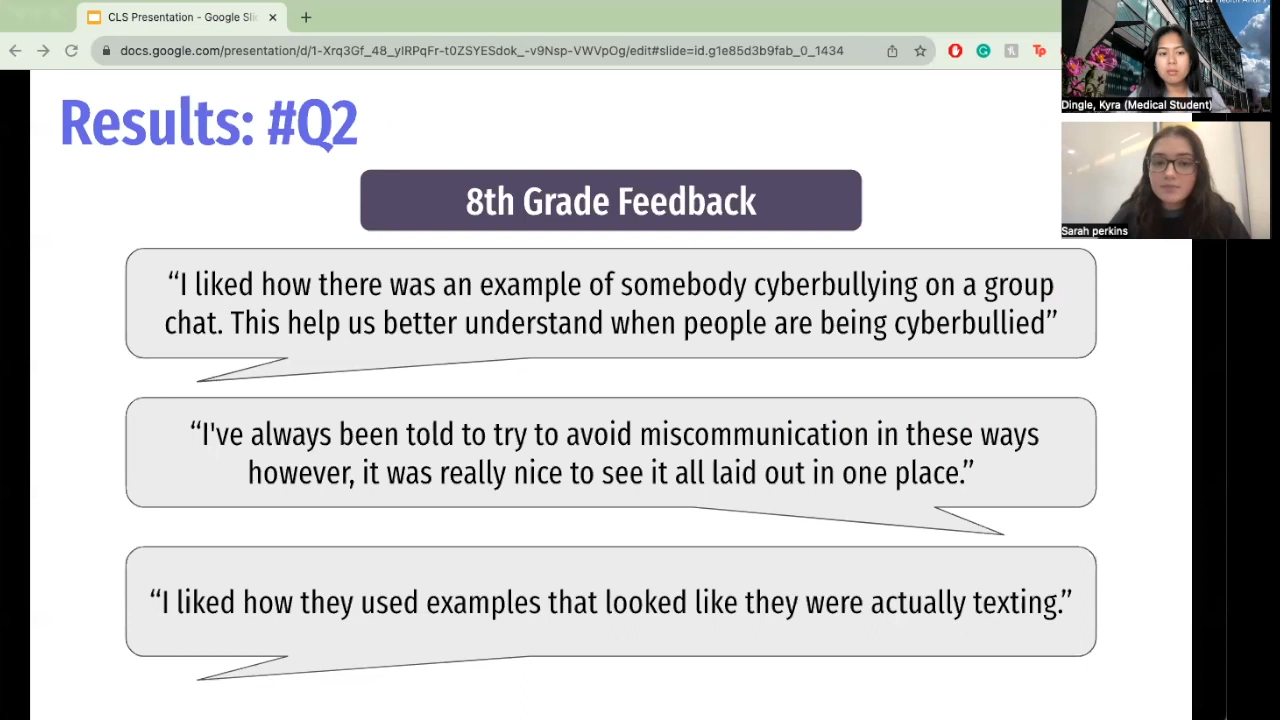 CLS Presentation - Google Sli
docs.google.com/presentation/d/1-Xrq3Gf_48_ylRPqFr-t0ZSYESdok_-v9Nsp-VWVpOg/edit#slide=id.g1e85d3b9fab_0_1434
Dingle, Kyra (Medical Student)
Sarah perkins
Results: #Q2
8th Grade Feedback
“I liked how there was an example of somebody cyberbullying on a group
chat. This help us better understand when people are being cyberbullied”
“I've always been told to try to avoid miscommunication in these ways
however, it was really nice to see it all laid out in one place.”
“I liked how they used examples that looked like they were actually texting.”